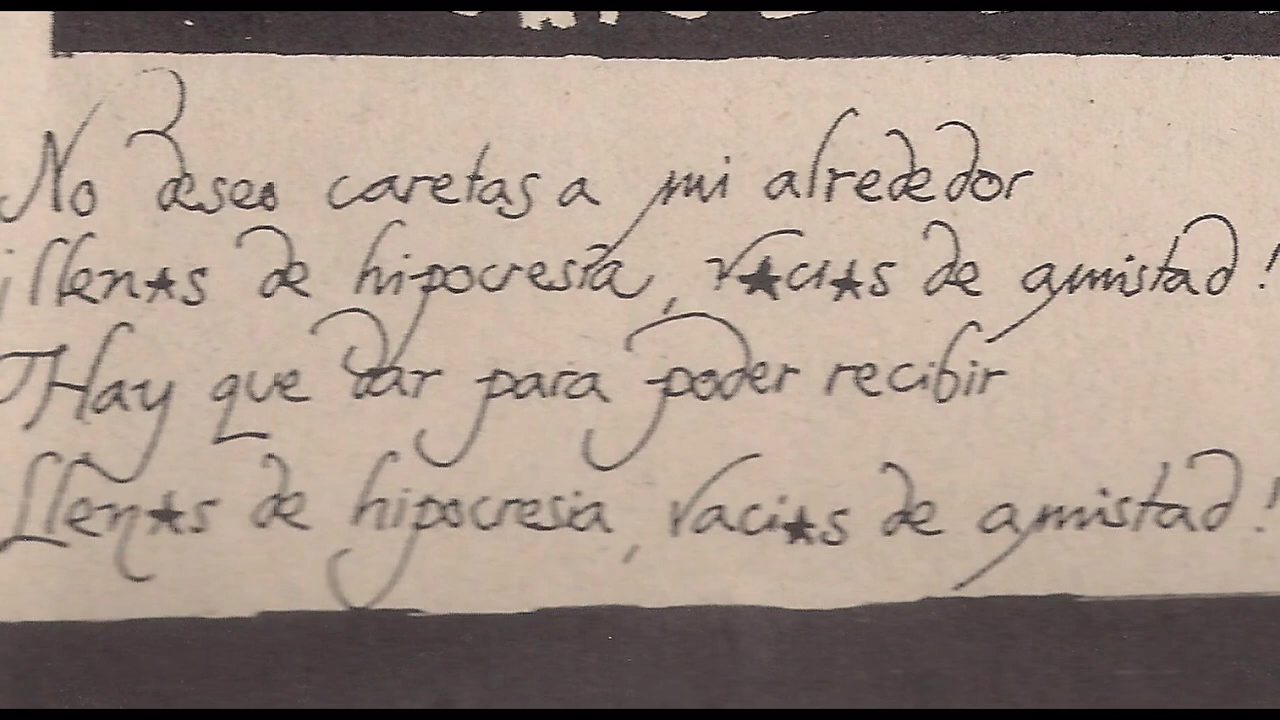 No deseo caretas a mi alrededor
¡llen★s de hipocresía, v★ci★s de amistad!
Hay que dar para poder recibir
Llen★s de hipocresia, vaci★s de amistad!